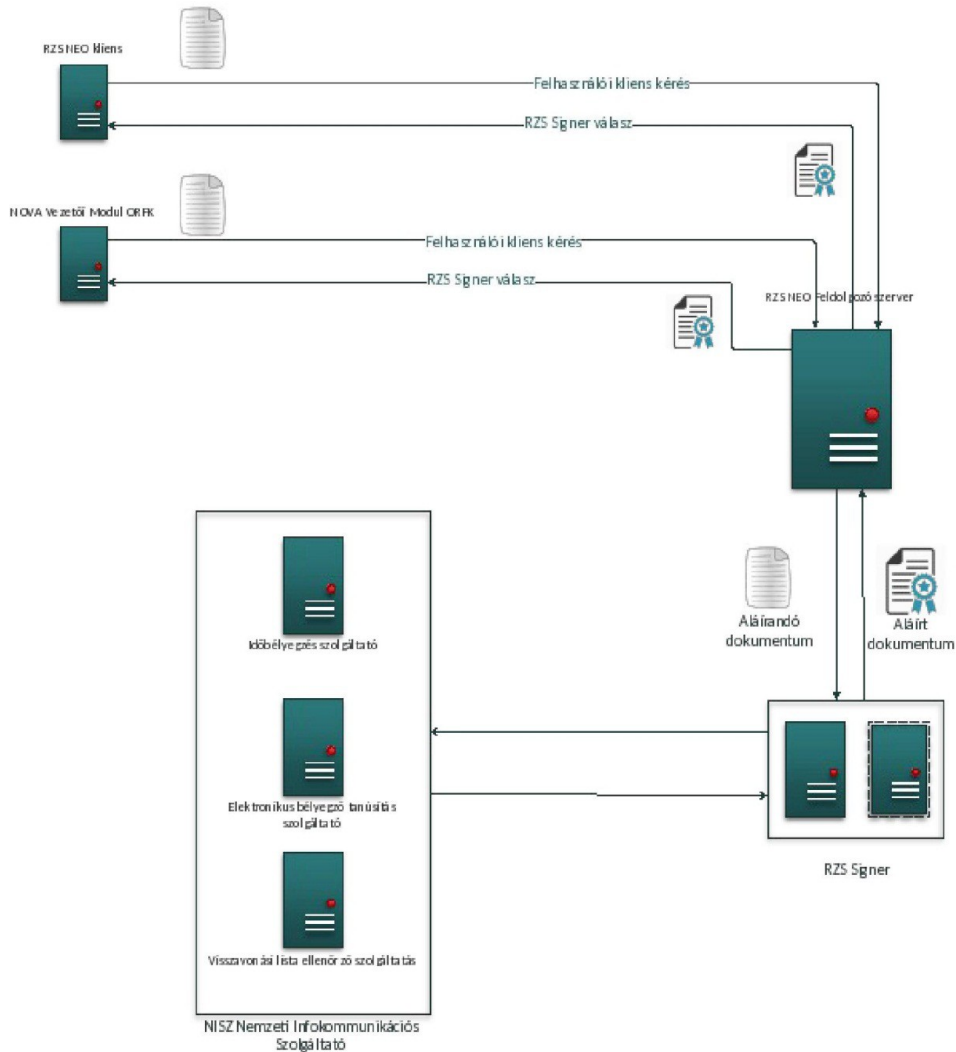 RZS NEO kliens
Felhasználói kliens kérés
RZS Signer válasz
NOVA Vezetői Modul ORFK
Felhasználói kliens kérés
RZS Signer válasz
RZS NEO Feldolgozó szerver
Időbélyegzés szolgáltató
Aláírandó
dokumentum
Aláírt
dokumentum
Elektronikus bélyegző tanúsítás
szolgáltató
RZS Signer
Visszavonási lista ellenőrző szolgáltatás
NISZ Nemzeti Infokommunikációs
Szolgáltató